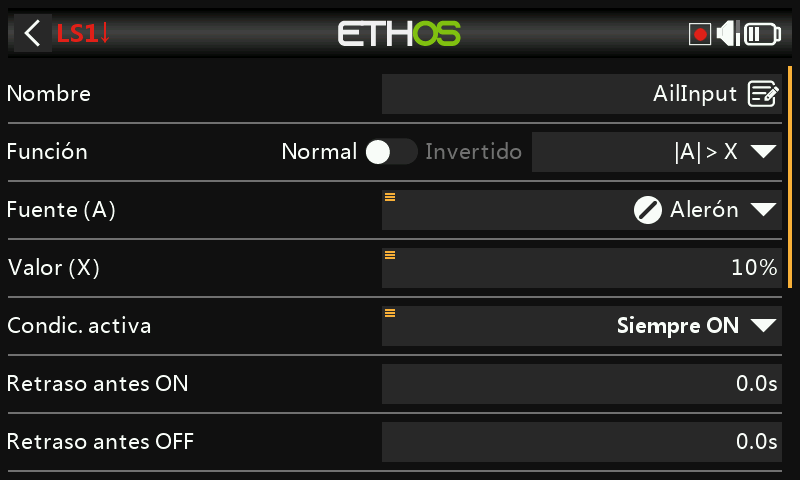 LS1↓ ETHOS
Nombre AilInput
Función Normal Invertido |A| > X
Fuente (A) Alerón
Valor (X) 10%
Condic. activa Siempre ON
Retraso antes ON 0.0s
Retraso antes OFF 0.0s